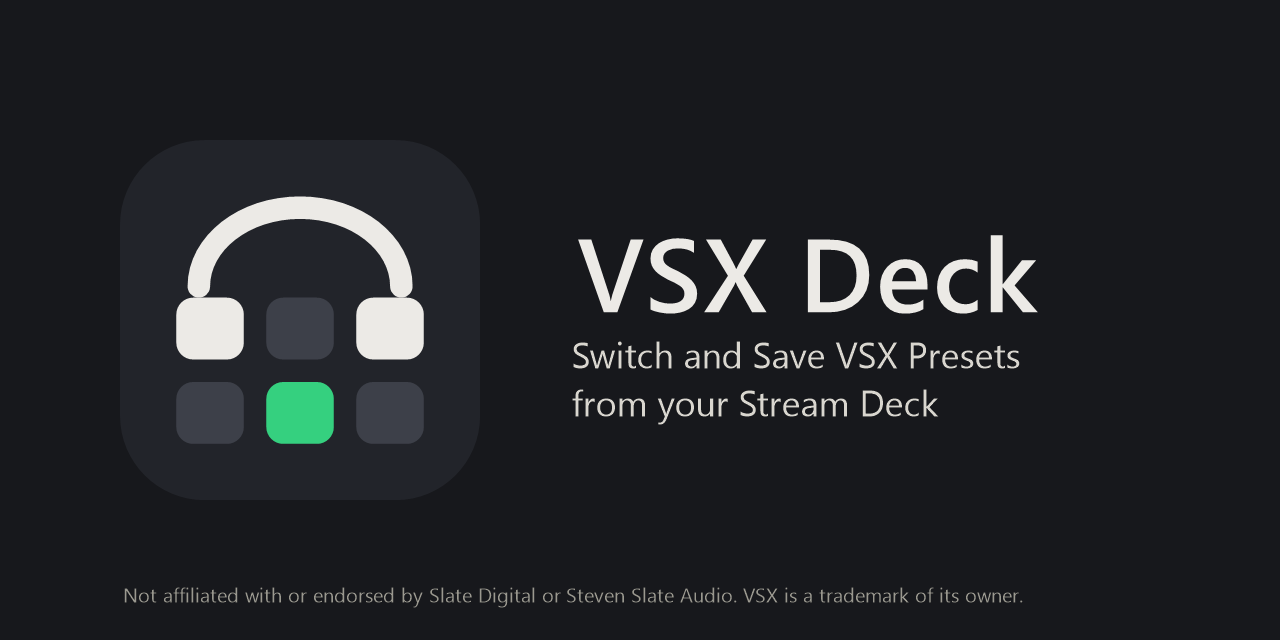 VSX Deck
Switch and Save VSX Presets
from your Stream Deck
Not affiliated with or endorsed by Slate Digital or Steven Slate Audio. VSX is a trademark of its owner.